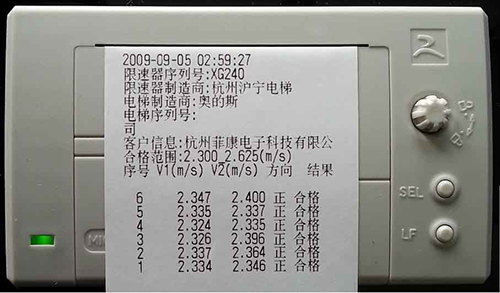 2009-09-05 02:59:27
限速器序列号:XG240
限速器制造商:杭州沪宁电梯
电梯制造商:奥的斯
电梯序列号:
司
客户信息:杭州菲康电子科技有限公
合格范围:2.300_2.625(m/s)
序号 V1(m/s) V2(m/s) 方向 结果
6 2.347 2.400 正 合格
5 2.335 2.337 正 合格
4 2.324 2.335 正 合格
3 2.326 2.396 正 合格
2 2.337 2.364 正 合格
1 2.334 2.346 正 合格
SEL
LF